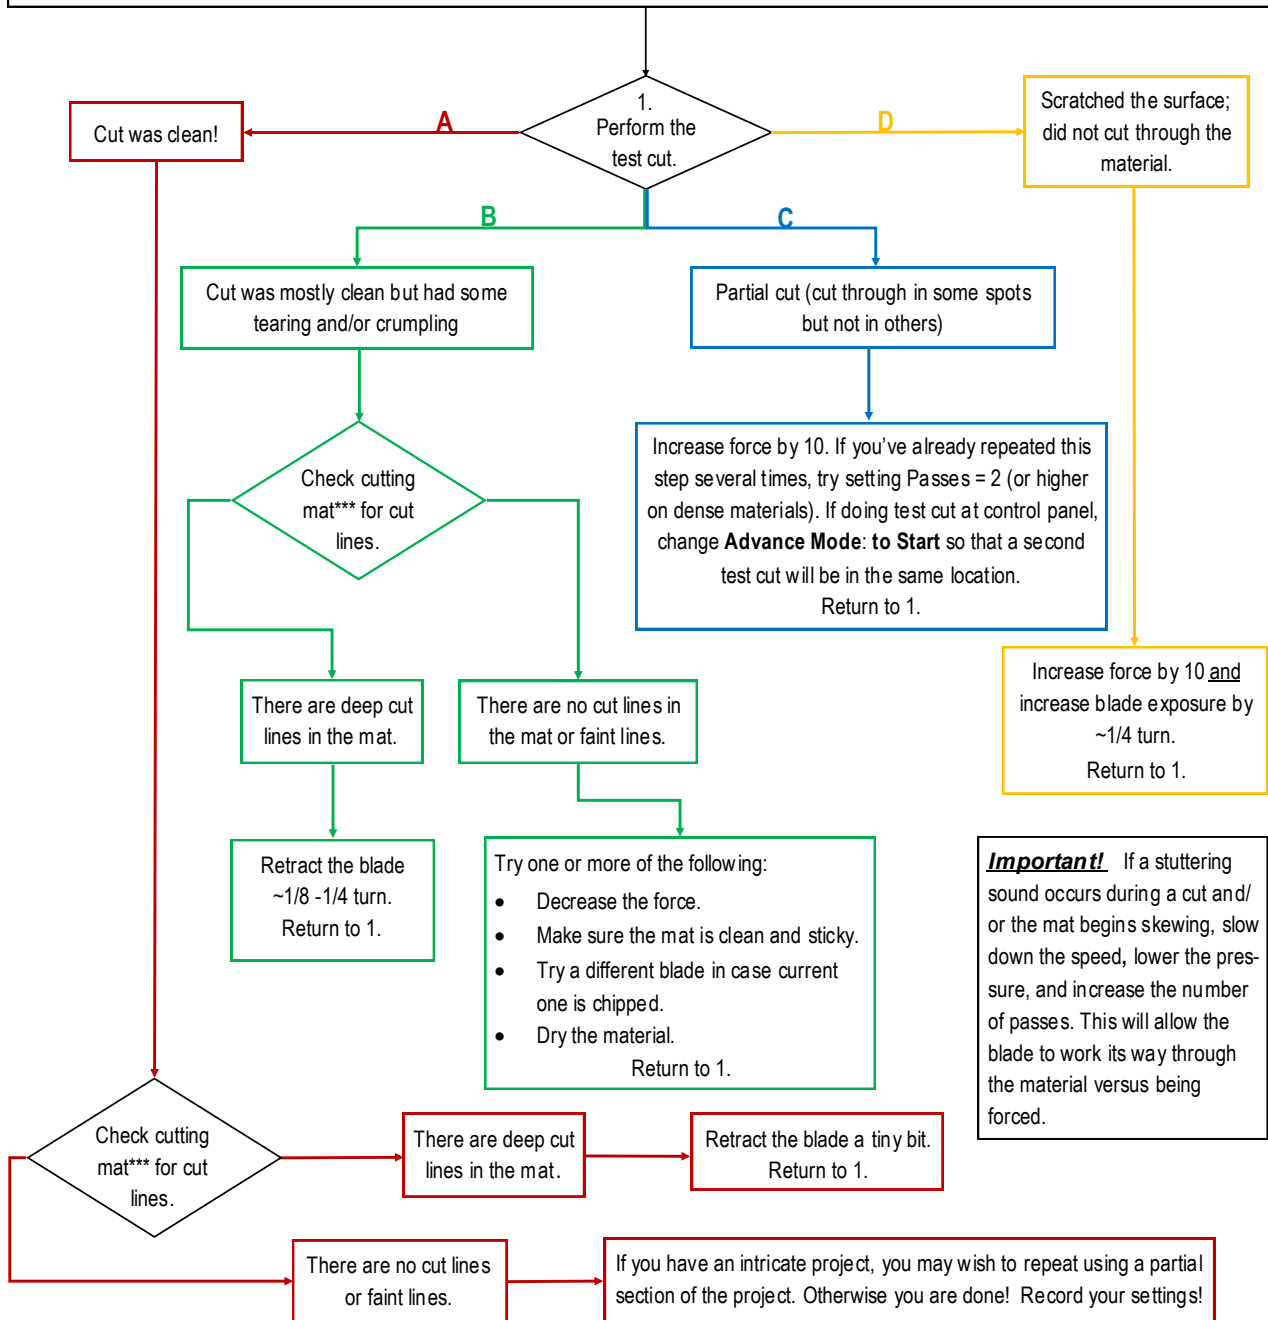 1.
Perform the
test cut.
A
Cut was clean!
D
Scratched the surface;
did not cut through the
material.
B
C
Cut was mostly clean but had some
tearing and/or crumpling
Partial cut (cut through in some spots
but not in others)
Check cutting
mat*** for cut
lines.
Increase force by 10. If you’ve already repeated this
step several times, try setting Passes = 2 (or higher
on dense materials). If doing test cut at control panel,
change Advance Mode: to Start so that a second
test cut will be in the same location.
Return to 1.
There are deep cut
lines in the mat.
There are no cut lines in
the mat or faint lines.
Increase force by 10 and
increase blade exposure by
~1/4 turn.
Return to 1.
Retract the blade
~1/8 -1/4 turn.
Return to 1.
Try one or more of the following:
• Decrease the force.
• Make sure the mat is clean and sticky.
• Try a different blade in case current
one is chipped.
• Dry the material.
Return to 1.
Important! If a stuttering
sound occurs during a cut and/
or the mat begins skewing, slow
down the speed, lower the pres-
sure, and increase the number
of passes. This will allow the
blade to work its way through
the material versus being
forced.
Check cutting
mat*** for cut
lines.
There are deep cut
lines in the mat.
Retract the blade a tiny bit.
Return to 1.
There are no cut lines
or faint lines.
If you have an intricate project, you may wish to repeat using a partial
section of the project. Otherwise you are done! Record your settings!